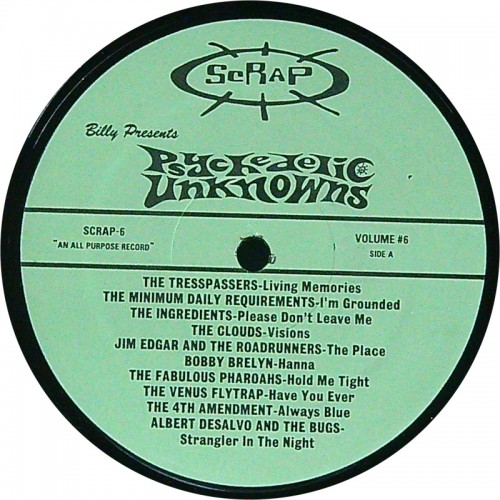 ScRAP
Billy Presents
Psychedelic
Unknowns
SCRAP-6
"AN ALL PURPOSE RECORD"
VOLUME #6
SIDE A
THE TRESSPASSERS-Living Memories
THE MINIMUM DAILY REQUIREMENTS-I'm Grounded
THE INGREDIENTS-Please Don't Leave Me
THE CLOUDS-Visions
JIM EDGAR AND THE ROADRUNNERS-The Place
BOBBY BRELYN-Hanna
THE FABULOUS PHAROAHS-Hold Me Tight
THE VENUS FLYTRAP-Have You Ever
THE 4TH AMENDMENT-Always Blue
ALBERT DESALVO AND THE BUGS-
Strangler In The Night